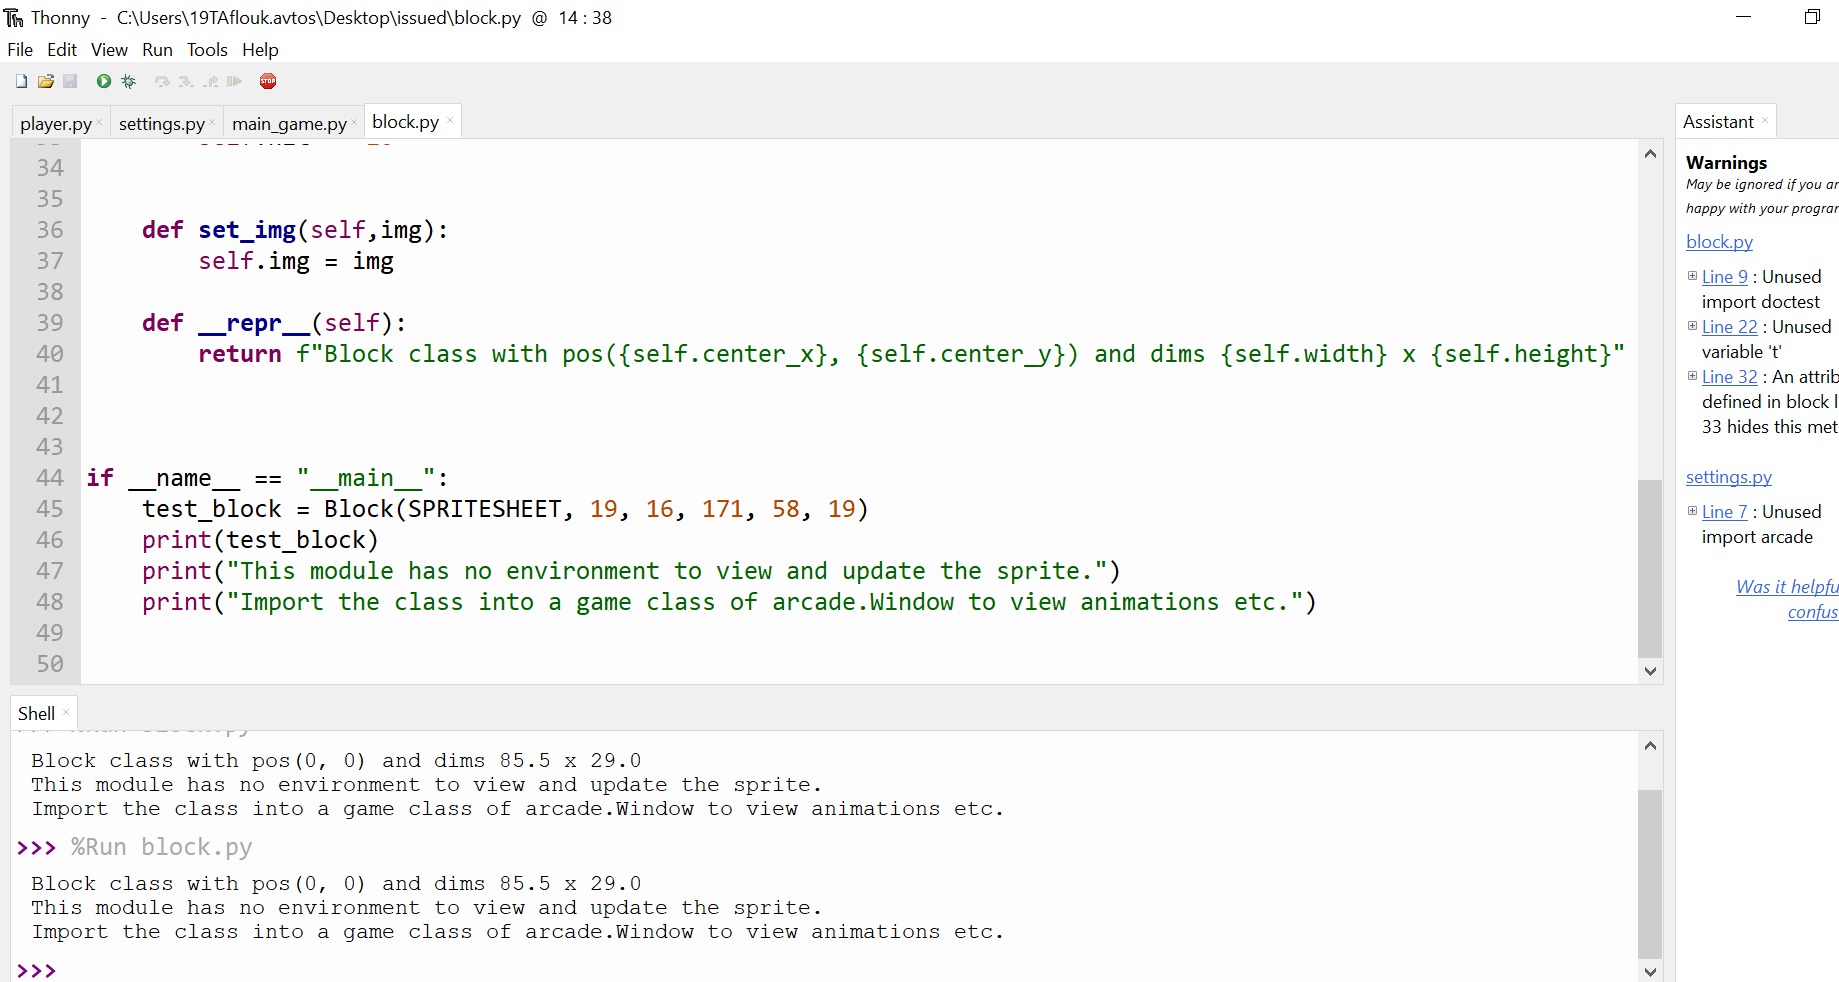 Thonny - C:\Users\19TAflouk.avtos\Desktop\issued\block.py @ 14 : 38
File Edit View Run Tools Help
STOP
player.py × settings.py × main_game.py × block.py ×
34
35
36 def set_img(self,img):
37 self.img = img
38
39 def __repr__(self):
40 return f"Block class with pos({self.center_x}, {self.center_y}) and dims {self.width} x {self.height}"
41
42
43
44 if __name__ == "__main__":
45 test_block = Block(SPRITESHEET, 19, 16, 171, 58, 19)
46 print(test_block)
47 print("This module has no environment to view and update the sprite.")
48 print("Import the class into a game class of arcade.Window to view animations etc.")
49
50
Shell ×
Block class with pos(0, 0) and dims 85.5 x 29.0
This module has no environment to view and update the sprite.
Import the class into a game class of arcade.Window to view animations etc.
>>> %Run block.py
Block class with pos(0, 0) and dims 85.5 x 29.0
This module has no environment to view and update the sprite.
Import the class into a game class of arcade.Window to view animations etc.
>>>
Assistant ×
Warnings
May be ignored if you ar
happy with your program
block.py
Line 9 : Unused
import doctest
Line 22 : Unused
variable 't'
Line 32 : An attrib
defined in block l
33 hides this met
settings.py
Line 7 : Unused
import arcade
Was it helpfu
confus